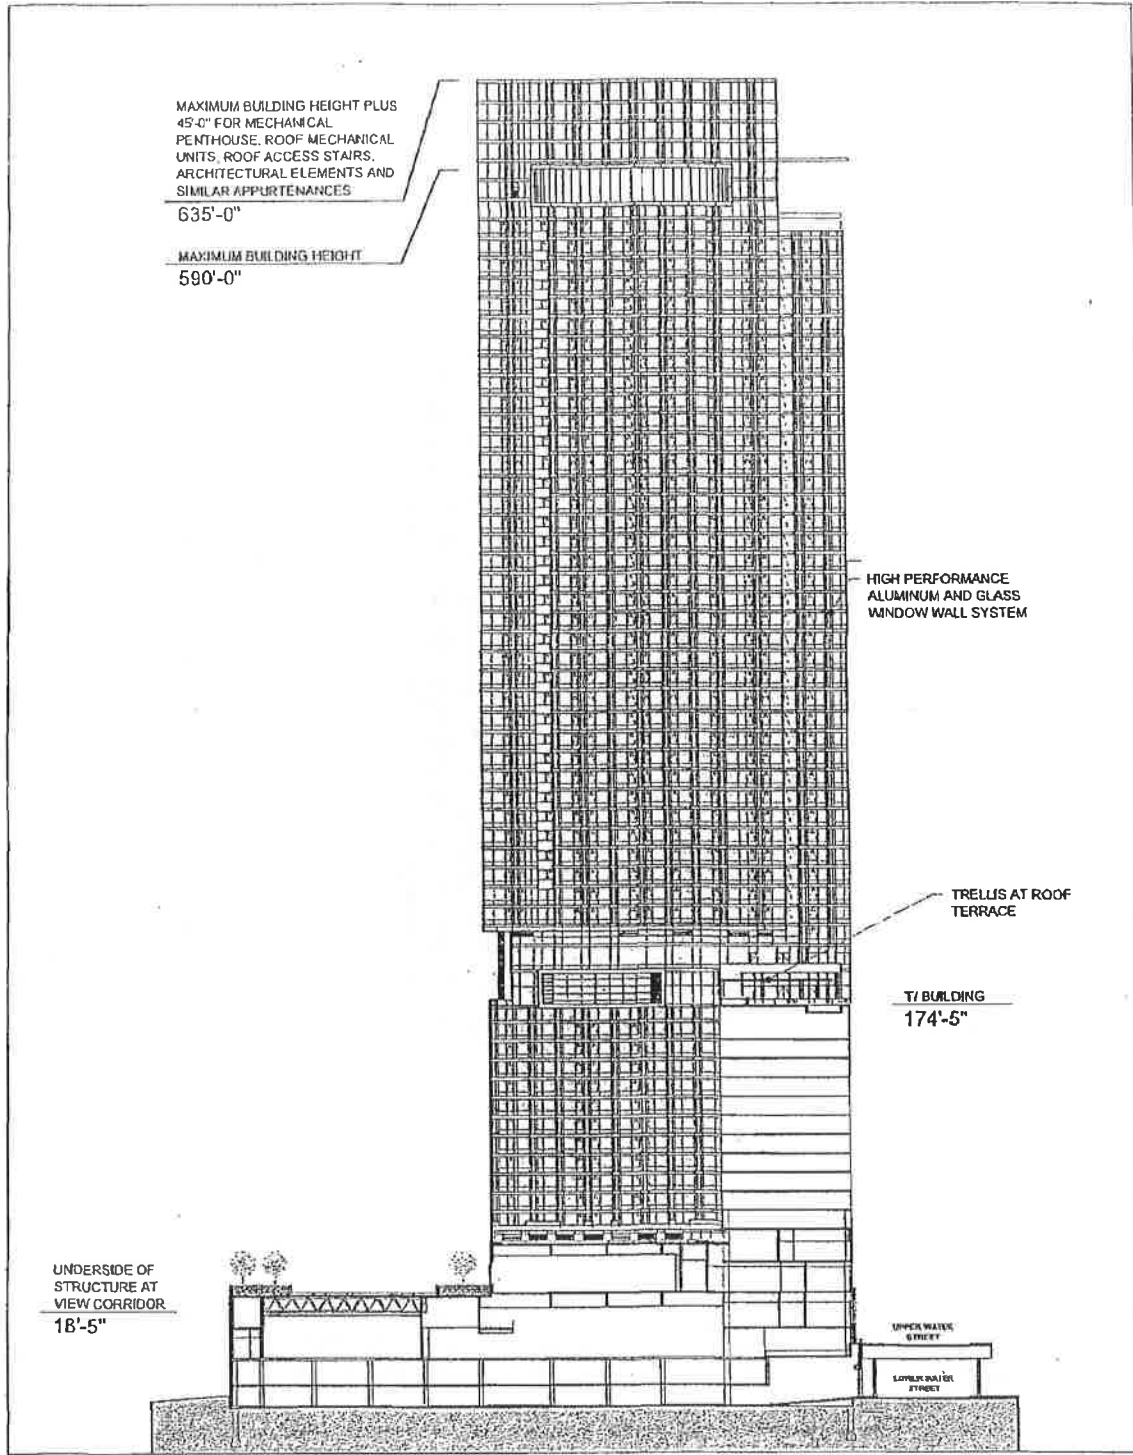 MAXIMUM BUILDING HEIGHT PLUS
45'-0" FOR MECHANICAL
PENTHOUSE, ROOF MECHANICAL
UNITS, ROOF ACCESS STAIRS,
ARCHITECTURAL ELEMENTS AND
SIMILAR APPURTENANCES
635'-0"
MAXIMUM BUILDING HEIGHT
590'-0"
HIGH PERFORMANCE
ALUMINUM AND GLASS
WINDOW WALL SYSTEM
TRELLIS AT ROOF
TERRACE
T/ BUILDING
174'-5"
UNDERSIDE OF
STRUCTURE AT
VIEW CORRIDOR
18'-5"
UPPER WATER
STREET
LOWER WATER
STREET